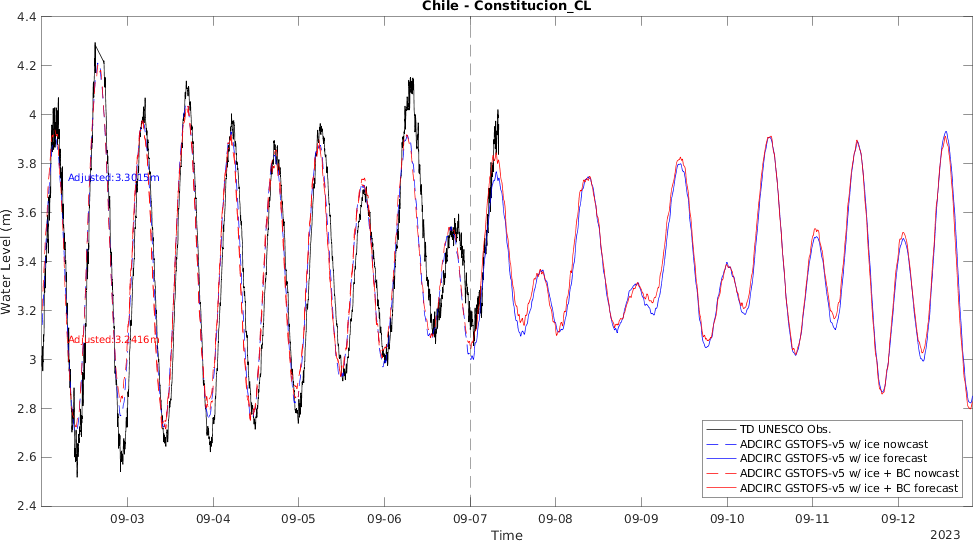 Chile - Constitucion_CL
4.4
4.2
4
3.8
3.6
3.4
3.2
3
2.8
2.6
2.4
Water Level (m)
Adjusted:3.3015m
Adjusted:3.2416m
TD UNESCO Obs.
ADCIRC GSTOFS-v5 w/ ice nowcast
ADCIRC GSTOFS-v5 w/ ice forecast
ADCIRC GSTOFS-v5 w/ ice + BC nowcast
ADCIRC GSTOFS-v5 w/ ice + BC forecast
09-03 09-04 09-05 09-06 09-07 09-08 09-09 09-10 09-11 09-12
Time
2023